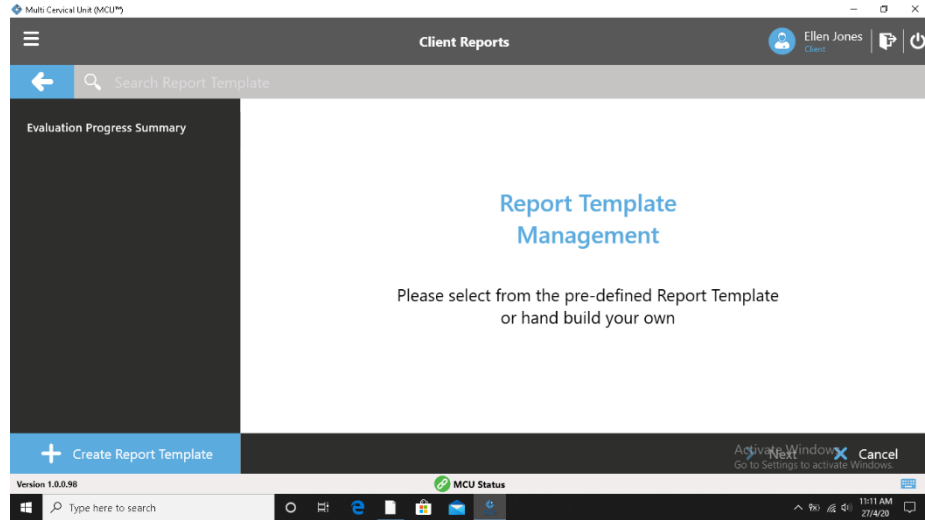 Multi Cervical Unit (MCU™)
Client Reports
Ellen Jones
Client
Search Report Template
Evaluation Progress Summary
Report Template
Management
Please select from the pre-defined Report Template
or hand build your own
Create Report Template
Activate Windows
Next
Cancel
Go to Settings to activate Windows.
Version 1.0.0.98
MCU Status
Type here to search
11:11 AM
27/4/20